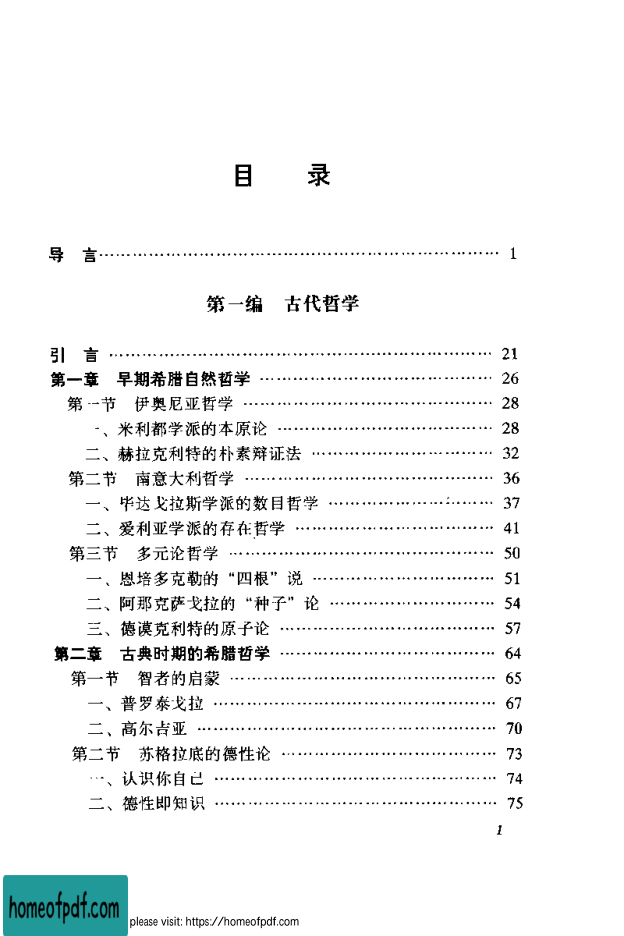 目 录
导 言…………………………………………………………… 1
第一编 古代哲学
引 言 ………………………………………………………… 21
第一章 早期希腊自然哲学 ………………………………… 26
第一节 伊奥尼亚哲学 …………………………………… 28
一、米利都学派的本原论 ……………………………… 28
二、赫拉克利特的朴素辩证法 ………………………… 32
第二节 南意大利哲学 …………………………………… 36
一、毕达戈拉斯学派的数目哲学 ……………………… 37
二、爱利亚学派的存在哲学 …………………………… 41
第三节 多元论哲学 ……………………………………… 50
一、恩培多克勒的“四根”说 ………………………… 51
二、阿那克萨戈拉的“种子”论 ……………………… 54
三、德谟克利特的原子论 ……………………………… 57
第二章 古典时期的希腊哲学 ……………………………… 64
第一节 智者的启蒙 ……………………………………… 65
一、普罗泰戈拉 ………………………………………… 67
二、高尔吉亚 …………………………………………… 70
第二节 苏格拉底的德性论 ……………………………… 73
一、认识你自己 ………………………………………… 74
二、德性即知识 ………………………………………… 75
1
homeofpdf.com
please visit: https://homeofpdf.com